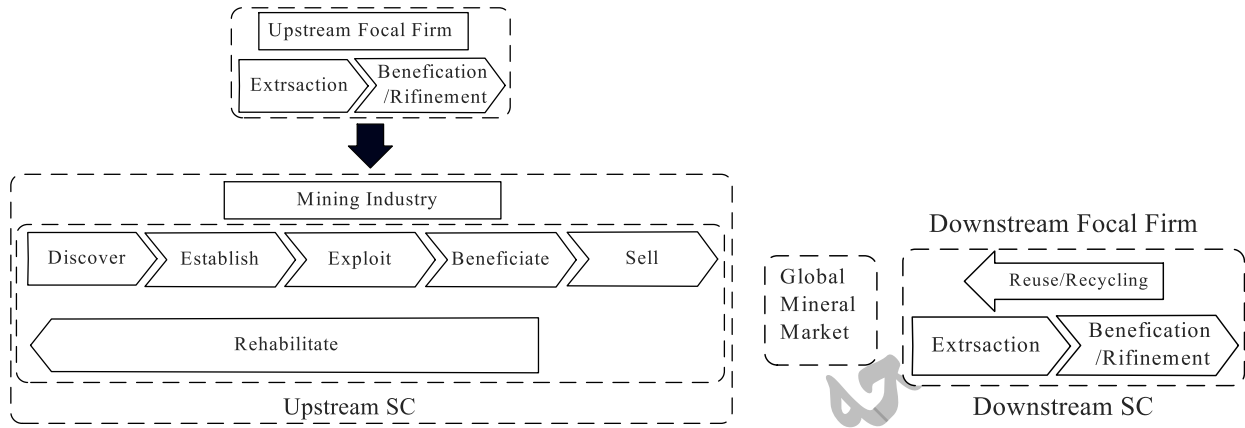 Upstream Focal Firm
Extrsaction
Benefication
/Rifinement
Mining Industry
Discover
Establish
Exploit
Beneficiate
Sell
Rehabilitate
Upstream SC
Global
Mineral
Market
Downstream Focal Firm
Reuse/Recycling
Extrsaction
Benefication
/Rifinement
Downstream SC